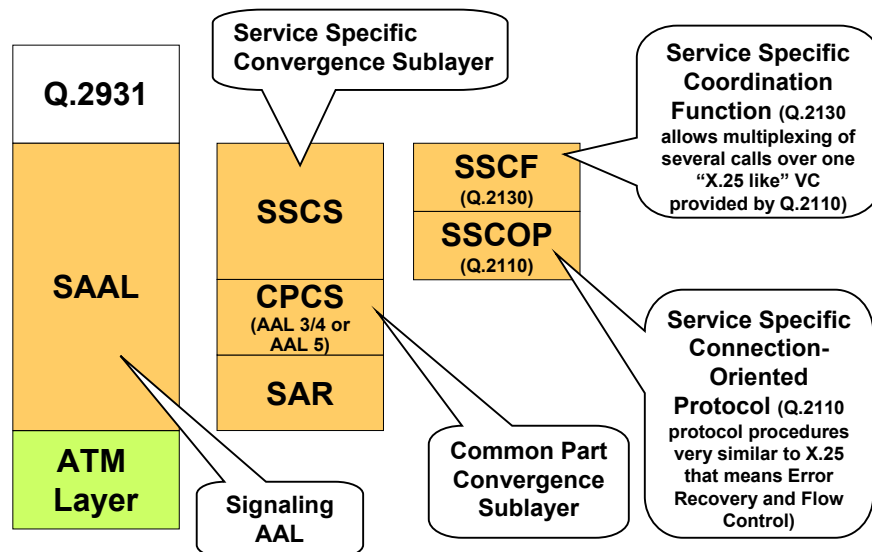 Service Specific
Convergence Sublayer
Q.2931
SAAL
ATM
Layer
SSCS
CPCS
(AAL 3/4 or
AAL 5)
SAR
SSCF
(Q.2130)
SSCOP
(Q.2110)
Service Specific
Coordination
Function (Q.2130
allows multiplexing of
several calls over one
“X.25 like” VC
provided by Q.2110)
Service Specific
Connection-
Oriented
Protocol (Q.2110
protocol procedures
very similar to X.25
that means Error
Recovery and Flow
Control)
Common Part
Convergence
Sublayer
Signaling
AAL